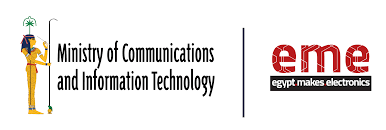 Ministry of Communications
and Information Technology
eme
egypt makes electronics